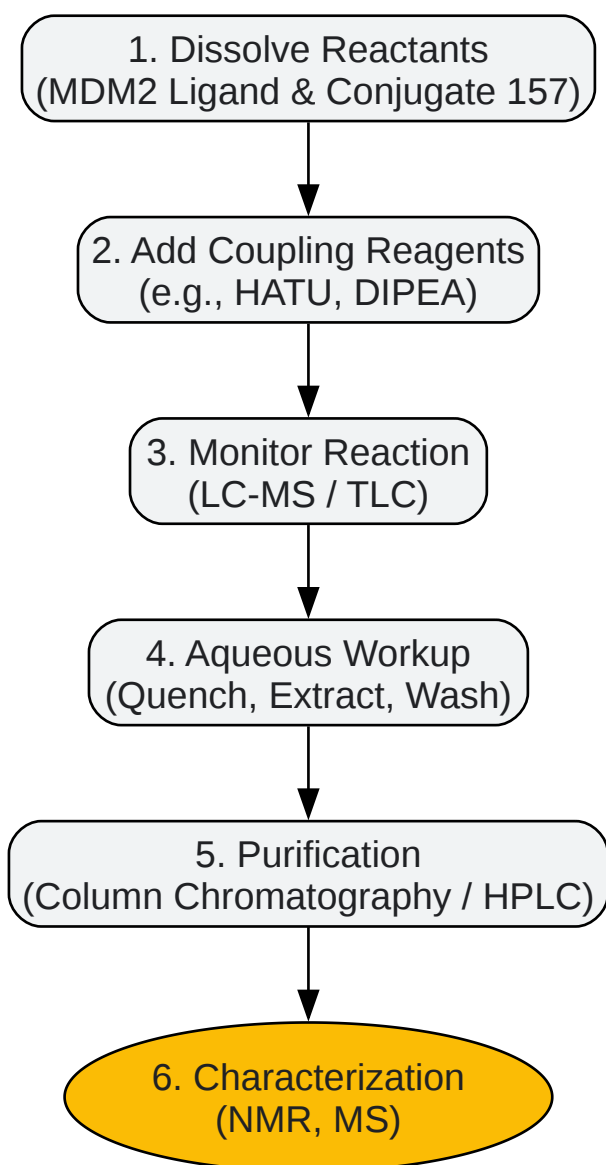 1. Dissolve Reactants
(MDM2 Ligand & Conjugate 157)
2. Add Coupling Reagents
(e.g., HATU, DIPEA)
3. Monitor Reaction
(LC-MS / TLC)
4. Aqueous Workup
(Quench, Extract, Wash)
5. Purification
(Column Chromatography / HPLC)
6. Characterization
(NMR, MS)